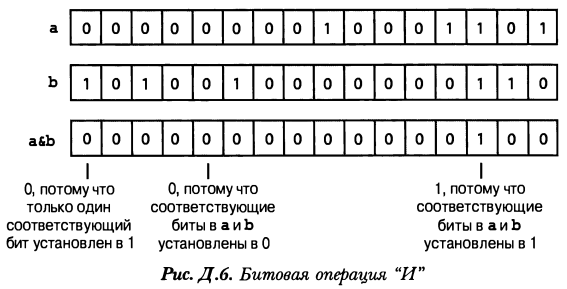 a 0 0 0 0 0 0 0 0 1 0 0 0 1 1 0 1
b 1 0 1 0 0 1 0 0 0 0 0 0 0 1 1 0
a&b 0 0 0 0 0 0 0 0 0 0 0 0 0 1 0 0
0, потому что
только один
соответствующий
бит установлен в 1
0, потому что
соответствующие
биты в a и b
установлены в 0
1, потому что
соответствующие
биты в a и b
установлены в 1
Рис. Д.6. Битовая операция “И”